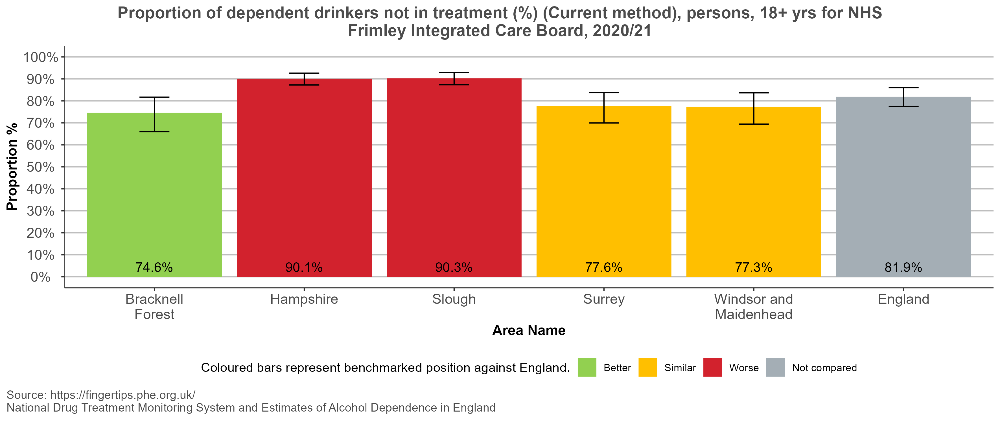 Proportion of dependent drinkers not in treatment (%) (Current method), persons, 18+ yrs for NHS
Frimley Integrated Care Board, 2020/21
Proportion %
100%
90%
80%
70%
60%
50%
40%
30%
20%
10%
0%
74.6%
90.1%
90.3%
77.6%
77.3%
81.9%
Bracknell
Forest
Hampshire
Slough
Surrey
Windsor and
Maidenhead
England
Area Name
Coloured bars represent benchmarked position against England.
Better
Similar
Worse
Not compared
Source: https://fingertips.phe.org.uk/
National Drug Treatment Monitoring System and Estimates of Alcohol Dependence in England